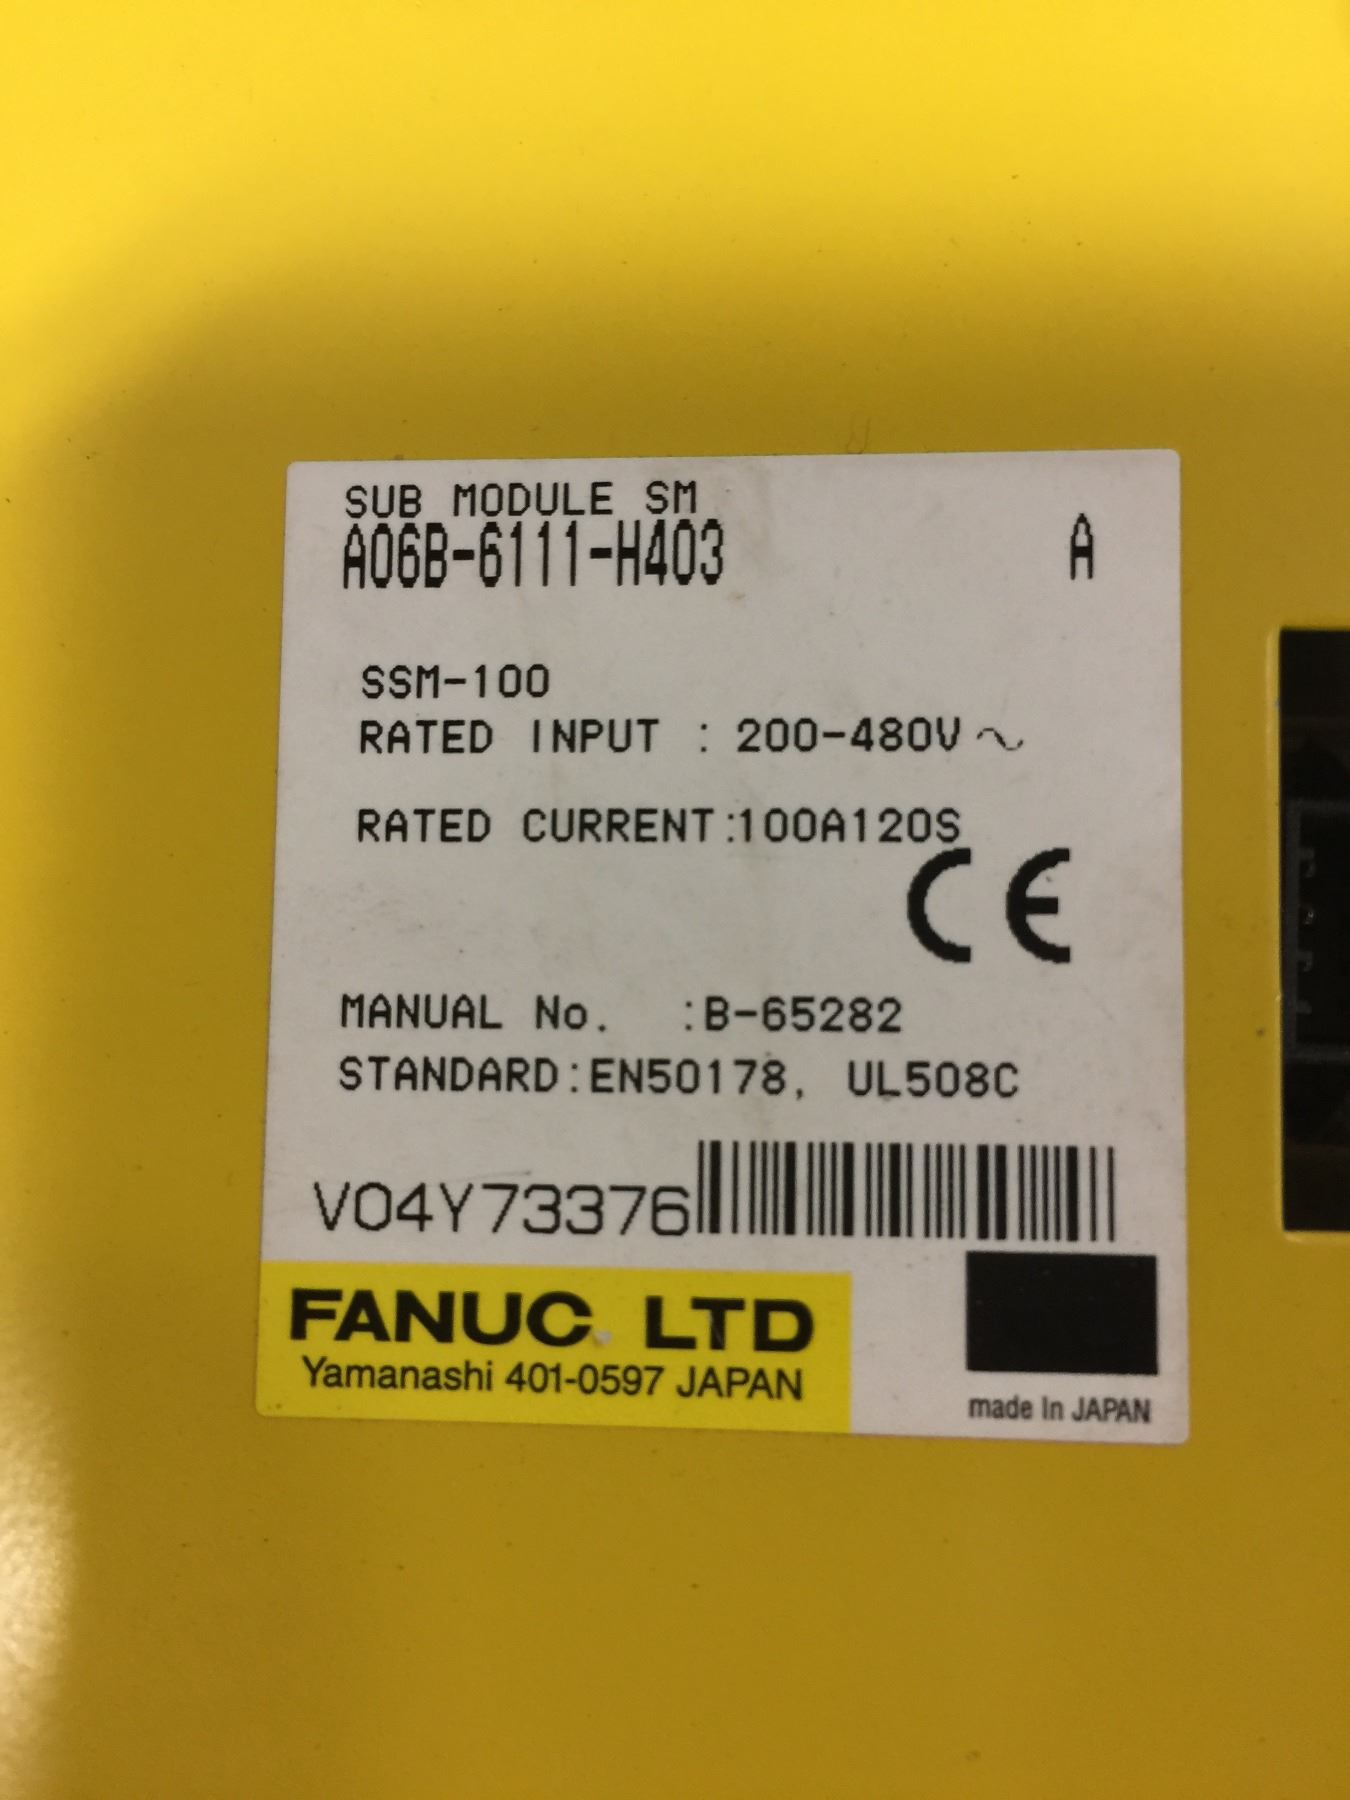 SUB MODULE SM
A06B-6111-H403 A
SSM-100
RATED INPUT : 200-480V ~
RATED CURRENT:100A120S
CE
MANUAL No. :B-65282
STANDARD:EN50178, UL508C
V04Y73376
FANUC LTD
Yamanashi 401-0597 JAPAN
made In JAPAN